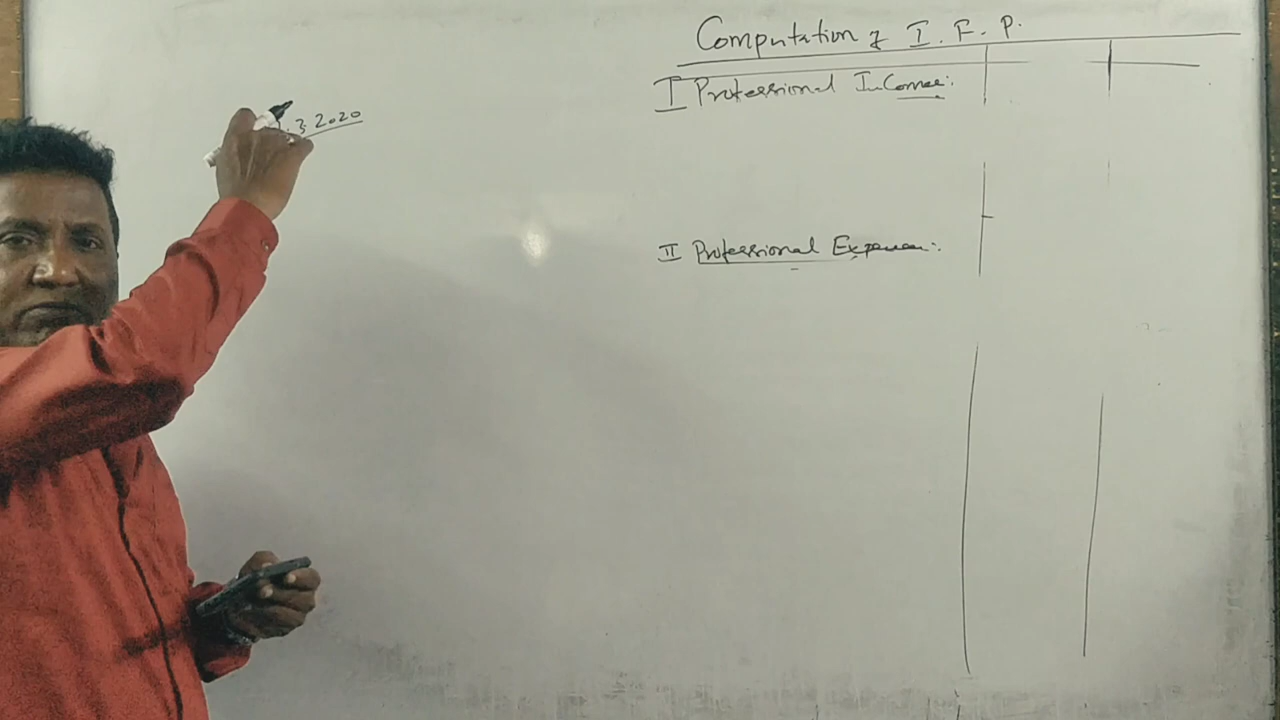 Computation of I. F. P.
I Professional Incomes:
II Professional Expenses:
.3.2020